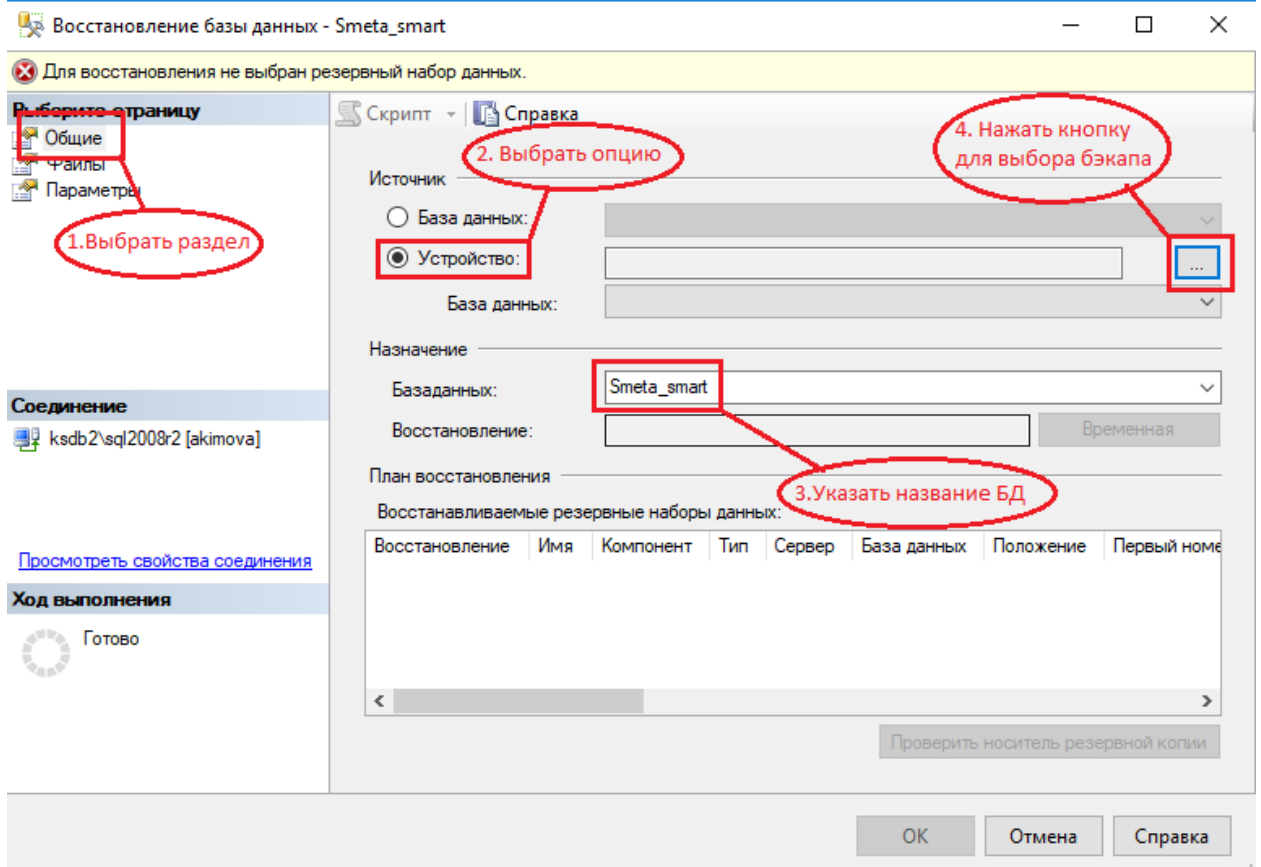 Восстановление базы данных - Smeta_smart
Для восстановления не выбран резервный набор данных.
Выберите страницу
Общие
Файлы
Параметры
1.Выбрать раздел
Скрипт
Справка
2. Выбрать опцию
4. Нажать кнопку
для выбора бэкапа
Источник
База данных:
Устройство:
...
База данных:
Назначение
Базаданных:
Smeta_smart
Восстановление:
Временная
3.Указать название БД
План восстановления
Восстанавливаемые резервные наборы данных:
Восстановление Имя Компонент Тип Сервер База данных Положение Первый номе
Соединение
ksdb2\sql2008r2 [akimova]
Просмотреть свойства соединения
Ход выполнения
Готово
Проверить носитель резервной копии
OK
Отмена
Справка